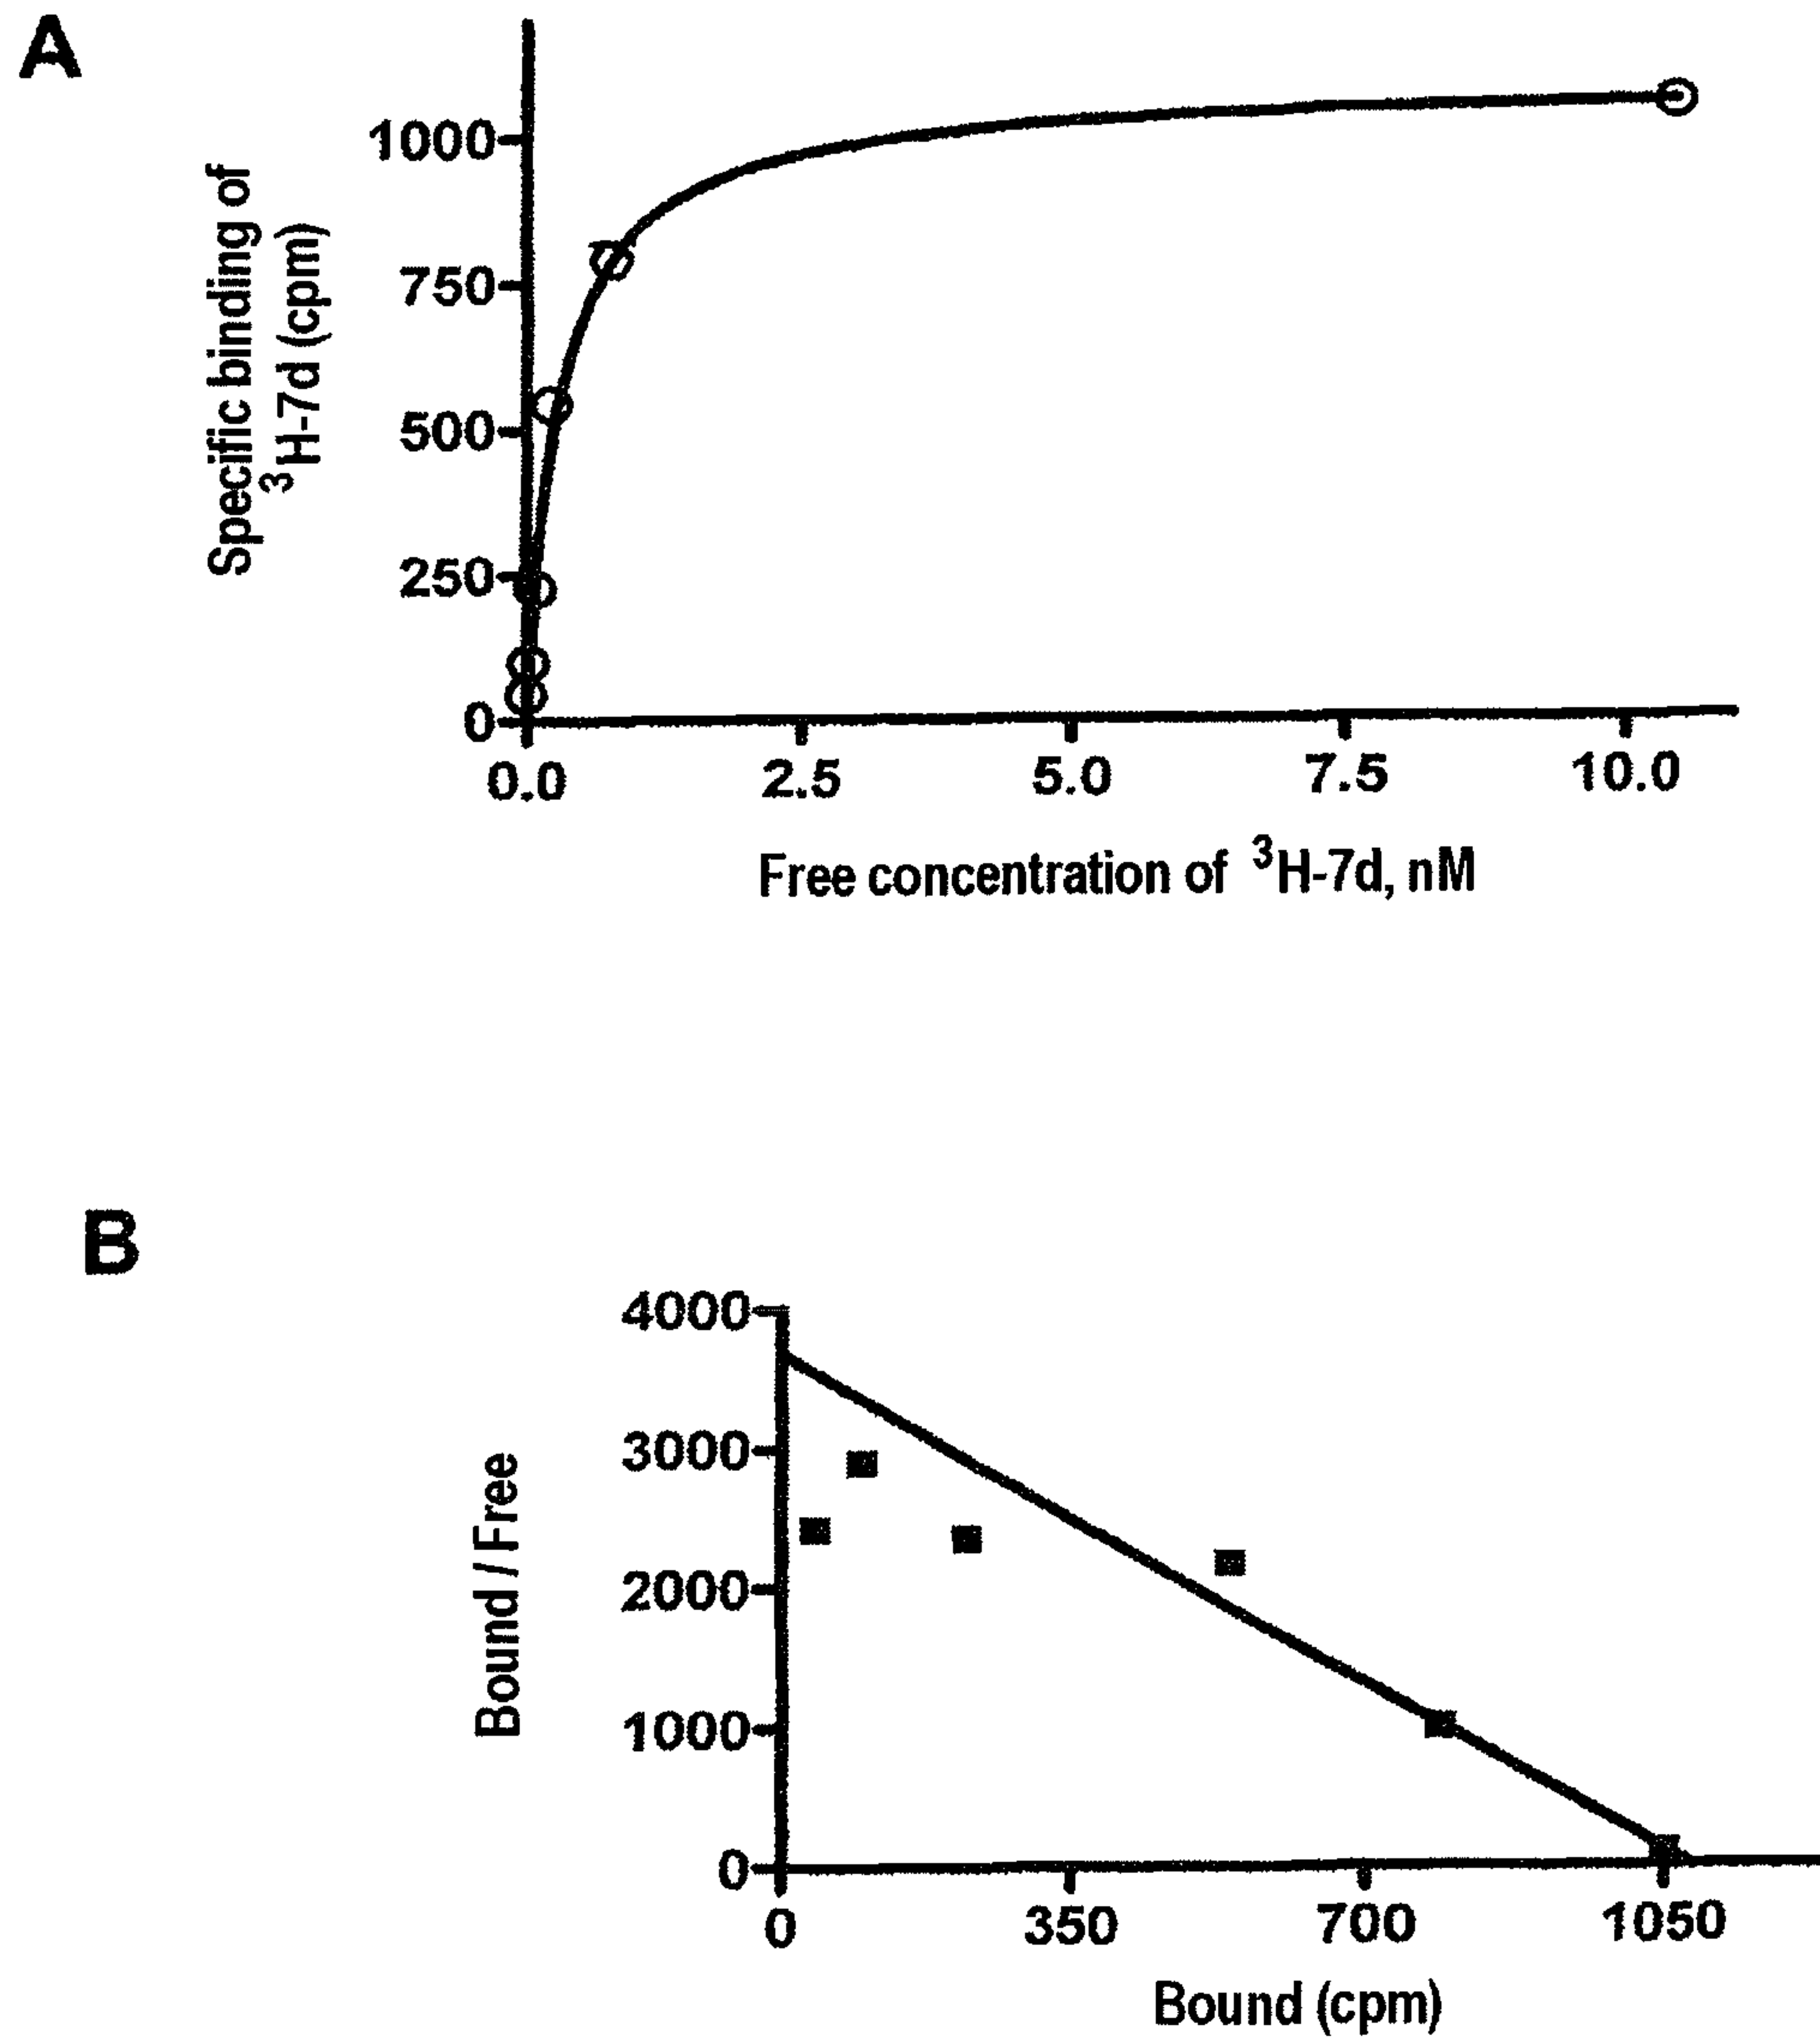 A
Specific binding of
³H-7d (cpm)
1000
750
500
250
0
0.0 2.5 5.0 7.5 10.0
Free concentration of ³H-7d, nM
B
Bound / Free
4000
3000
2000
1000
0
0 350 700 1050
Bound (cpm)